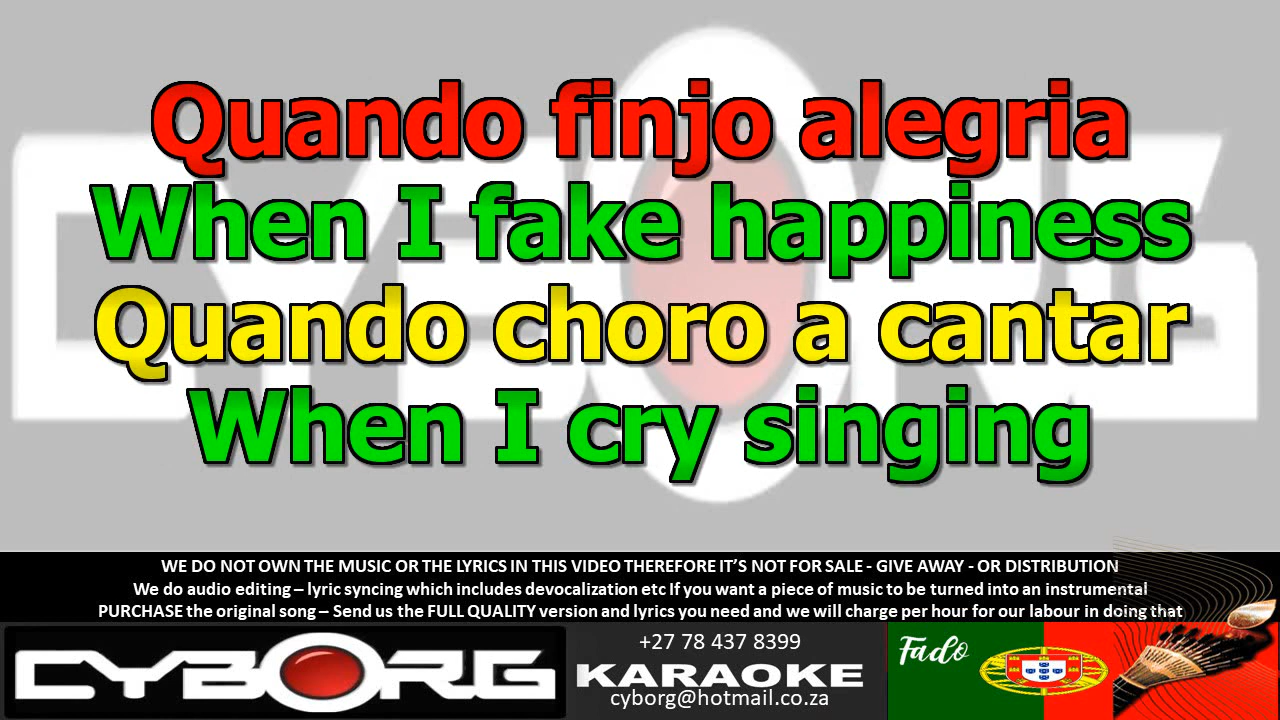 Quando finjo alegria
When I fake happiness
Quando choro a cantar
When I cry singing
WE DO NOT OWN THE MUSIC OR THE LYRICS IN THIS VIDEO THEREFORE IT’S NOT FOR SALE - GIVE AWAY - OR DISTRIBUTION
We do audio editing – lyric syncing which includes devocalization etc If you want a piece of music to be turned into an instrumental
PURCHASE the original song – Send us the FULL QUALITY version and lyrics you need and we will charge per hour for our labour in doing that
CYBORG
+27 78 437 8399
KARAOKE
cyborg@hotmail.co.za
Fado